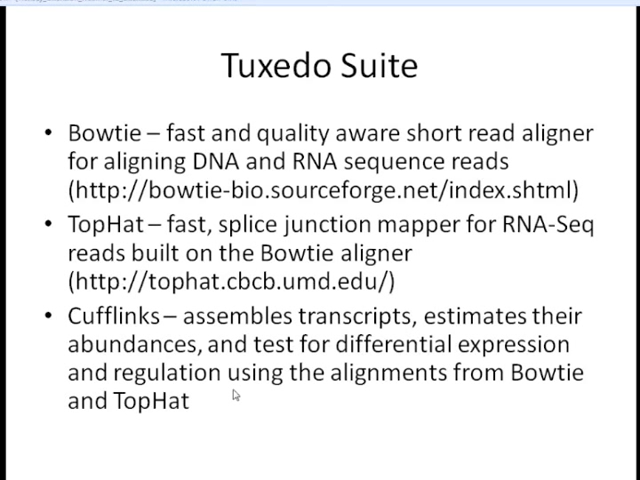 Tuxedo Suite
• Bowtie – fast and quality aware short read aligner
for aligning DNA and RNA sequence reads
(http://bowtie-bio.sourceforge.net/index.shtml)
• TopHat – fast, splice junction mapper for RNA-Seq
reads built on the Bowtie aligner
(http://tophat.cbcb.umd.edu/)
• Cufflinks – assembles transcripts, estimates their
abundances, and test for differential expression
and regulation using the alignments from Bowtie
and TopHat